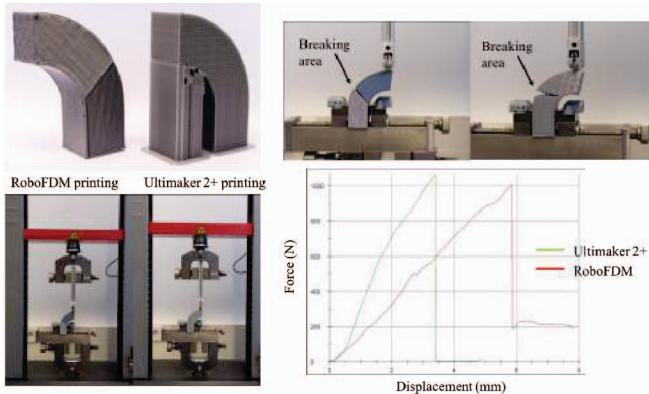 Breaking
area
Breaking
area
RoboFDM printing
Ultimaker 2+ printing
Force (N)
1000
800
600
400
200
0
0
2
4
6
8
Ultimaker 2+
RoboFDM
Displacement (mm)